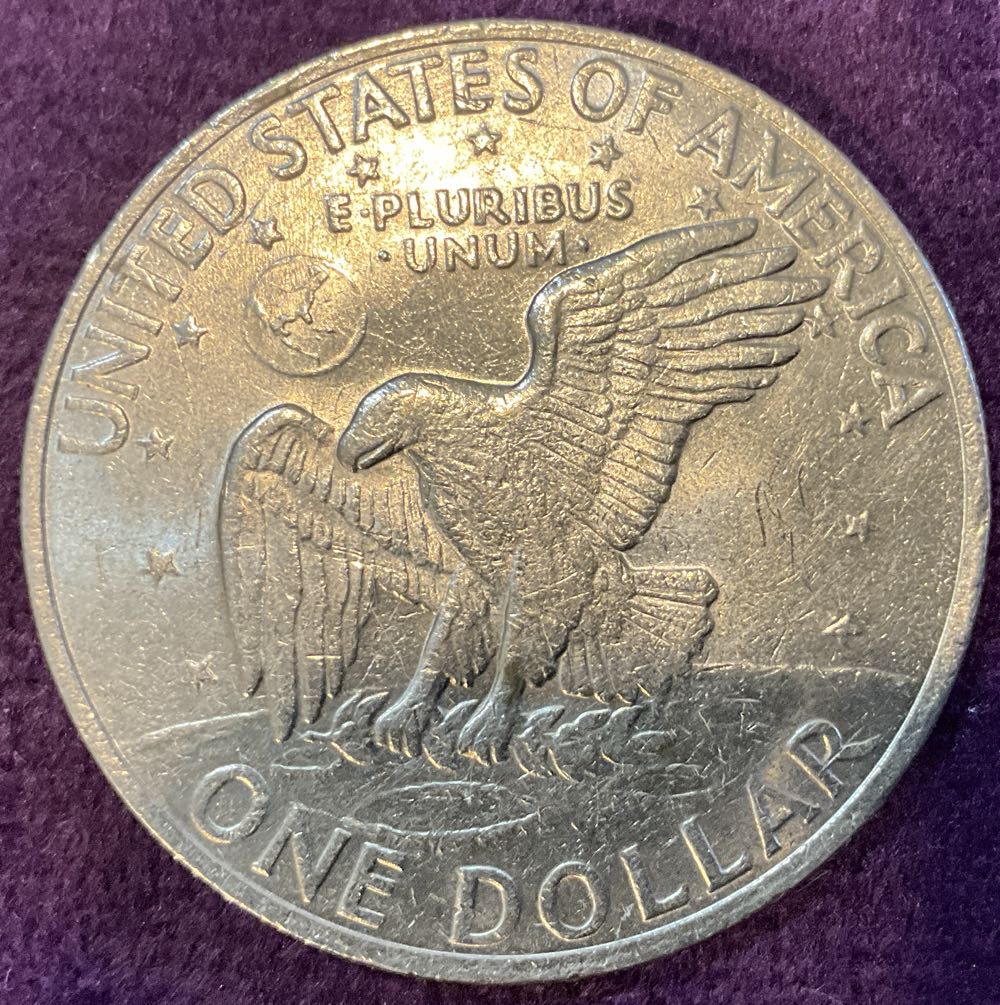 UNITED STATES OF AMERICA
E·PLURIBUS
·UNUM·
ONE DOLLAR